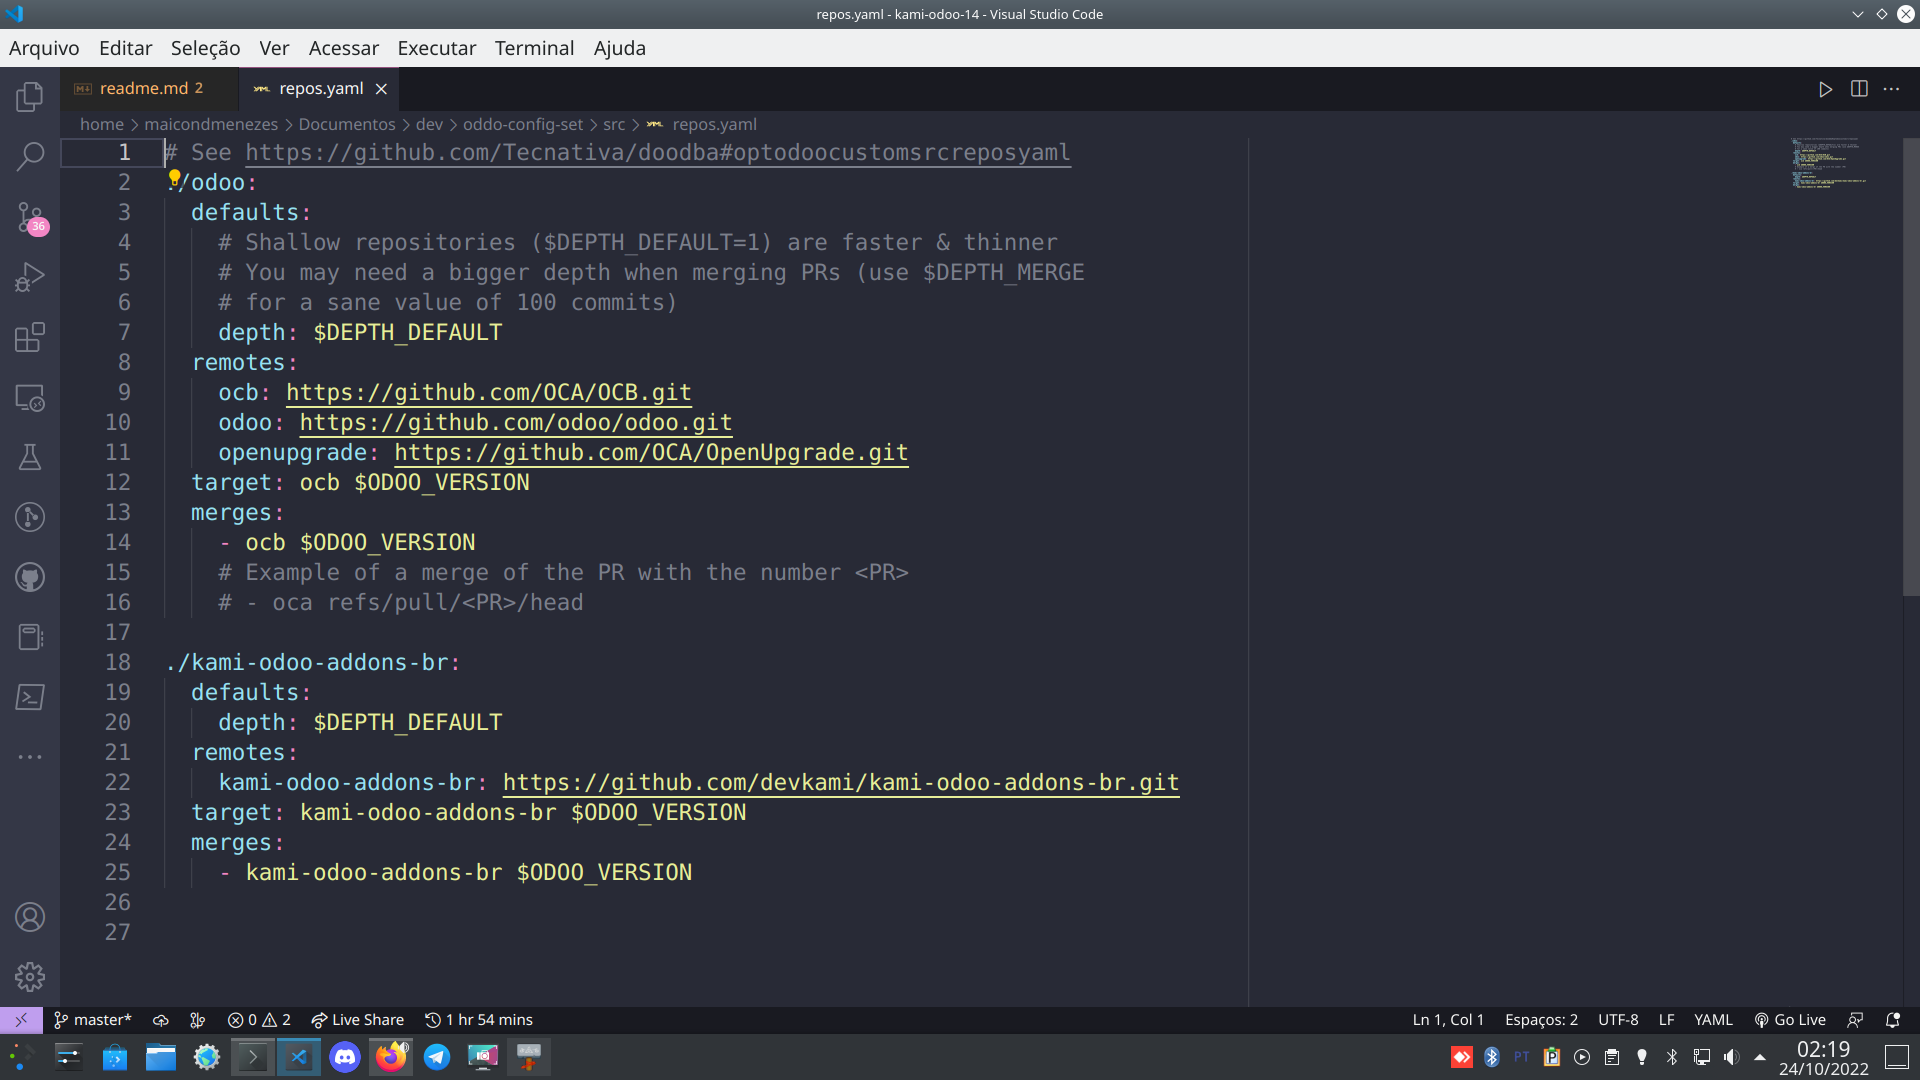 repos.yaml - kami-odoo-14 - Visual Studio Code
Arquivo Editar Seleção Ver Acessar Executar Terminal Ajuda
readme.md 2 repos.yaml
home > maicondmenezes > Documentos > dev > oddo-config-set > src > repos.yaml
1 # See https://github.com/Tecnativa/doodba#optodoocustomsrcreposyaml
2 ./odoo:
3 defaults:
4 # Shallow repositories ($DEPTH_DEFAULT=1) are faster & thinner
5 # You may need a bigger depth when merging PRs (use $DEPTH_MERGE
6 # for a sane value of 100 commits)
7 depth: $DEPTH_DEFAULT
8 remotes:
9 ocb: https://github.com/OCA/OCB.git
10 odoo: https://github.com/odoo/odoo.git
11 openupgrade: https://github.com/OCA/OpenUpgrade.git
12 target: ocb $ODOO_VERSION
13 merges:
14 - ocb $ODOO_VERSION
15 # Example of a merge of the PR with the number <PR>
16 # - oca refs/pull/<PR>/head
17
18 ./kami-odoo-addons-br:
19 defaults:
20 depth: $DEPTH_DEFAULT
21 remotes:
22 kami-odoo-addons-br: https://github.com/devkami/kami-odoo-addons-br.git
23 target: kami-odoo-addons-br $ODOO_VERSION
24 merges:
25 - kami-odoo-addons-br $ODOO_VERSION
26
27
36
master* 0 2 Live Share 1 hr 54 mins Ln 1, Col 1 Espaços: 2 UTF-8 LF YAML Go Live
PT 02:19
24/10/2022